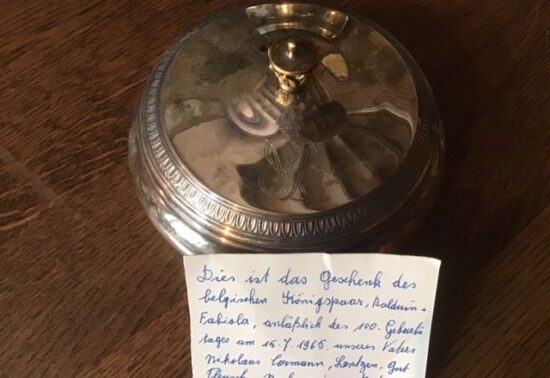 Dies ist das Geschenk des
belgischen Königspaar, Balduin -
Fabiola, anläßlich des 100. Geburts
tages am 15.7.1965 unseres Vaters
Nikolaus Cormann, Lontzen, Gut